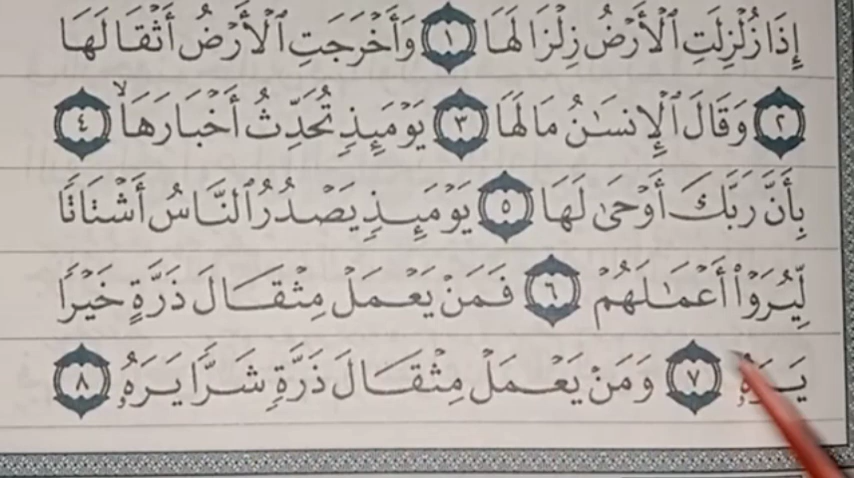 إِذَا زُلْزِلَتِ ٱلْأَرْضُ زِلْزَالَهَا ١ وَأَخْرَجَتِ ٱلْأَرْضُ أَثْقَالَهَا
٢ وَقَالَ ٱلْإِنسَـٰنُ مَا لَهَا ٣ يَوْمَئِذٍ تُحَدِّثُ أَخْبَارَهَا ۙ ٤
بِأَنَّ رَبَّكَ أَوْحَىٰ لَهَا ٥ يَوْمَئِذٍ يَصْدُرُ ٱلنَّاسُ أَشْتَاتًا
لِّيُرَوْا۟ أَعْمَـٰلَهُمْ ٦ فَمَن يَعْمَلْ مِثْقَالَ ذَرَّةٍ خَيْرًا
يَرَهُۥ ٧ وَمَن يَعْمَلْ مِثْقَالَ ذَرَّةٍ شَرًّا يَرَهُۥ ٨